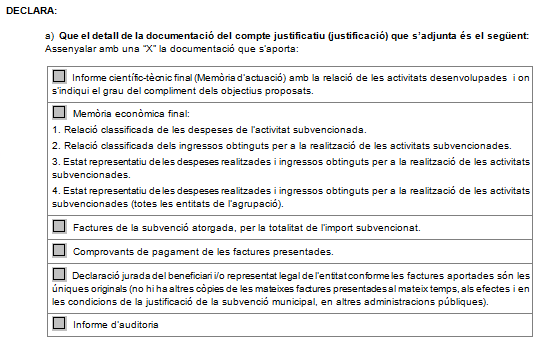 DECLARA:
a) Que el detall de la documentació del compte justificatiu (justificació) que s'adjunta és el següent:
Assenyalar amb una "X" la documentació que s'aporta:
Informe científic-tècnic final (Memòria d'actuació) amb la relació de les activitats desenvolupades i on
s'indiqui el grau del compliment dels objectius proposats.
Memòria econòmica final:
1. Relació classificada de les despeses de l'activitat subvencionada.
2. Relació classificada dels ingressos obtinguts per a la realització de les activitats subvencionades.
3. Estat representatiu de les despeses realitzades i ingressos obtinguts per a la realització de les activitats
subvencionades.
4. Estat representatiu de les despeses realitzades i ingressos obtinguts per a la realització de les activitats
subvencionades (totes les entitats de l'agrupació).
Factures de la subvenció atorgada, per la totalitat de l'import subvencionat.
Comprovants de pagament de les factures presentades.
Declaració jurada del beneficiari i/o representat legal de l'entitat conforme les factures aportades són les
úniques originals (no hi ha altres còpies de les mateixes factures presentades al mateix temps, als efectes i en
les condicions de la justificació de la subvenció municipal, en altres administracions públiques).
Informe d'auditoria